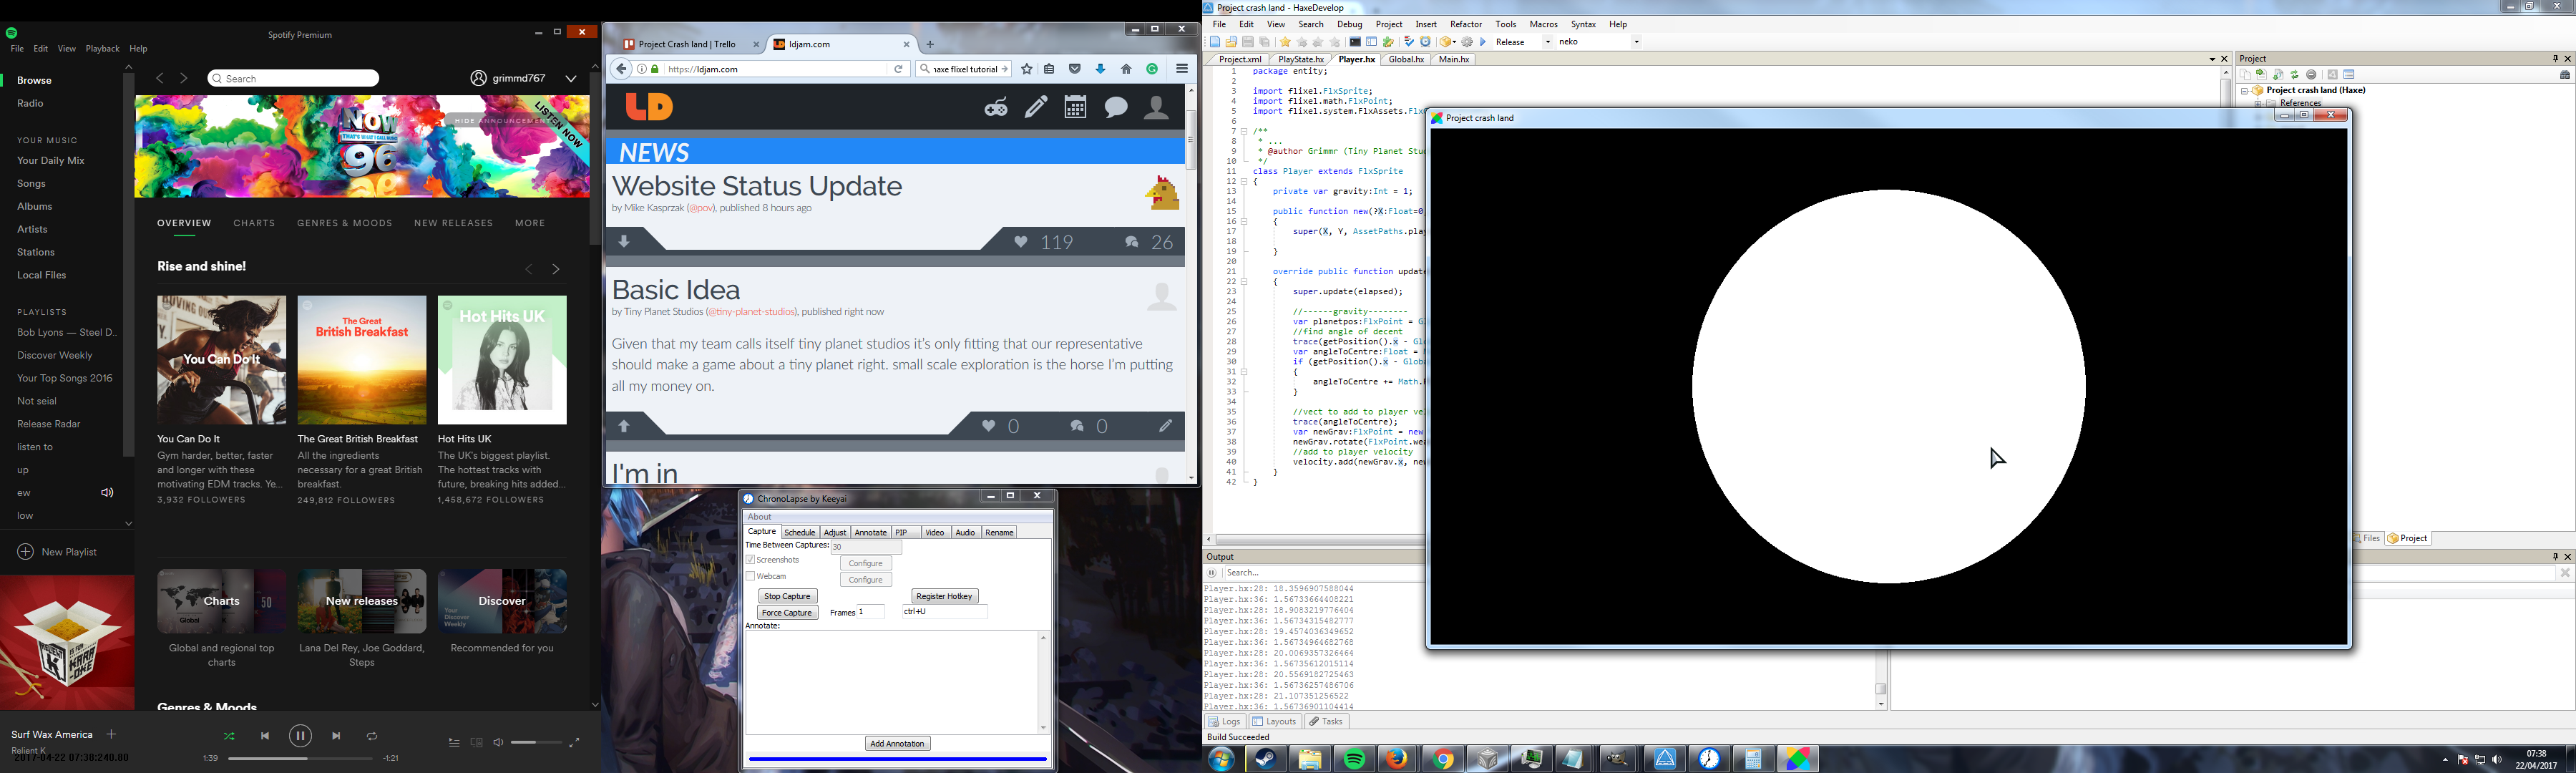 Spotify Premium
File Edit View Playback Help
Browse
Radio
YOUR MUSIC
Your Daily Mix
Songs
Albums
Artists
Stations
Local Files
PLAYLISTS
Bob Lyons — Steel D..
Discover Weekly
Your Top Songs 2016
Not seial
Release Radar
listen to
up
ew
low
New Playlist
Search
grimmd767
NOW
THAT'S WHAT I CALL MUSIC
96
HIDE ANNOUNCEMENTS
LISTEN NOW
OVERVIEW CHARTS GENRES & MOODS NEW RELEASES MORE
Rise and shine!
You Can Do It
The Great
British Breakfast
Hot Hits UK
You Can Do It
Gym harder, better, faster
and longer with these
motivating EDM tracks. Ye...
3,932 FOLLOWERS
The Great British Breakfast
All the ingredients
necessary for a great British
breakfast.
249,812 FOLLOWERS
Hot Hits UK
The UK's biggest playlist.
The hottest tracks with
future, breaking hits added...
1,458,672 FOLLOWERS
Charts
Global and regional top
charts
New releases
Lana Del Rey, Joe Goddard,
Steps
Discover
Recommended for you
Genres & Moods
Surf Wax America
Relient K
2017-04-22 07:38:240.80
1:39
-1:21
Project Crash land | Trello
ldjam.com
https://ldjam.com
haxe flixel tutorial
LD
NEWS
Website Status Update
by Mike Kasprzak (@pov), published 8 hours ago
119 26
Basic Idea
by Tiny Planet Studios (@tiny-planet-studios), published right now
Given that my team calls itself tiny planet studios it's only fitting that our representative
should make a game about a tiny planet right. small scale exploration is the horse I'm putting
all my money on.
0 0
I'm in
ChronoLapse by Keeyai
About
Capture Schedule Adjust Annotate PIP Video Audio Rename
Time Between Captures: 30
Screenshots Configure
Webcam Configure
Stop Capture Register Hotkey
Force Capture Frames 1 ctrl+U
Annotate:
Add Annotation
Project crash land - HaxeDevelop
File Edit View Search Debug Project Insert Refactor Tools Macros Syntax Help
Release neko
Project.xml PlayState.hx Player.hx Global.hx Main.hx
1 package entity;
2
3 import flixel.FlxSprite;
4 import flixel.math.FlxPoint;
5 import flixel.system.FlxAssets.Flx
6
7 /**
8 * ...
9 * @author Grimmr (Tiny Planet Stu
10 */
11 class Player extends FlxSprite
12 {
13 private var gravity:Int = 1;
14
15 public function new(?X:Float=0
16 {
17 super(X, Y, AssetPaths.play
18
19 }
20
21 override public function update
22 {
23 super.update(elapsed);
24
25 //------gravity--------
26 var planetpos:FlxPoint = Gl
27 //find angle of decent
28 trace(getPosition().x - Glo
29 var angleToCentre:Float = M
30 if (getPosition().x - Globa
31 {
32 angleToCentre += Math.
33 }
34
35 //vect to add to player vel
36 trace(angleToCentre);
37 var newGrav:FlxPoint = new
38 newGrav.rotate(FlxPoint.wea
39 //add to player velocity
40 velocity.add(newGrav.x, new
41 }
42 }
Project crash land
Project
Project crash land (Haxe)
References
Files Project
Output
Search...
Player.hx:28: 18.3596907588044
Player.hx:36: 1.56733664408221
Player.hx:28: 18.9083219776404
Player.hx:36: 1.56734315482777
Player.hx:28: 19.4574036349652
Player.hx:36: 1.56734964682768
Player.hx:28: 20.0069357326464
Player.hx:36: 1.56735612015114
Player.hx:28: 20.5569182725463
Player.hx:36: 1.56736257486706
Player.hx:28: 21.107351256522
Player.hx:36: 1.56736901104414
Logs Layouts Tasks
Build Succeeded
07:38
22/04/2017